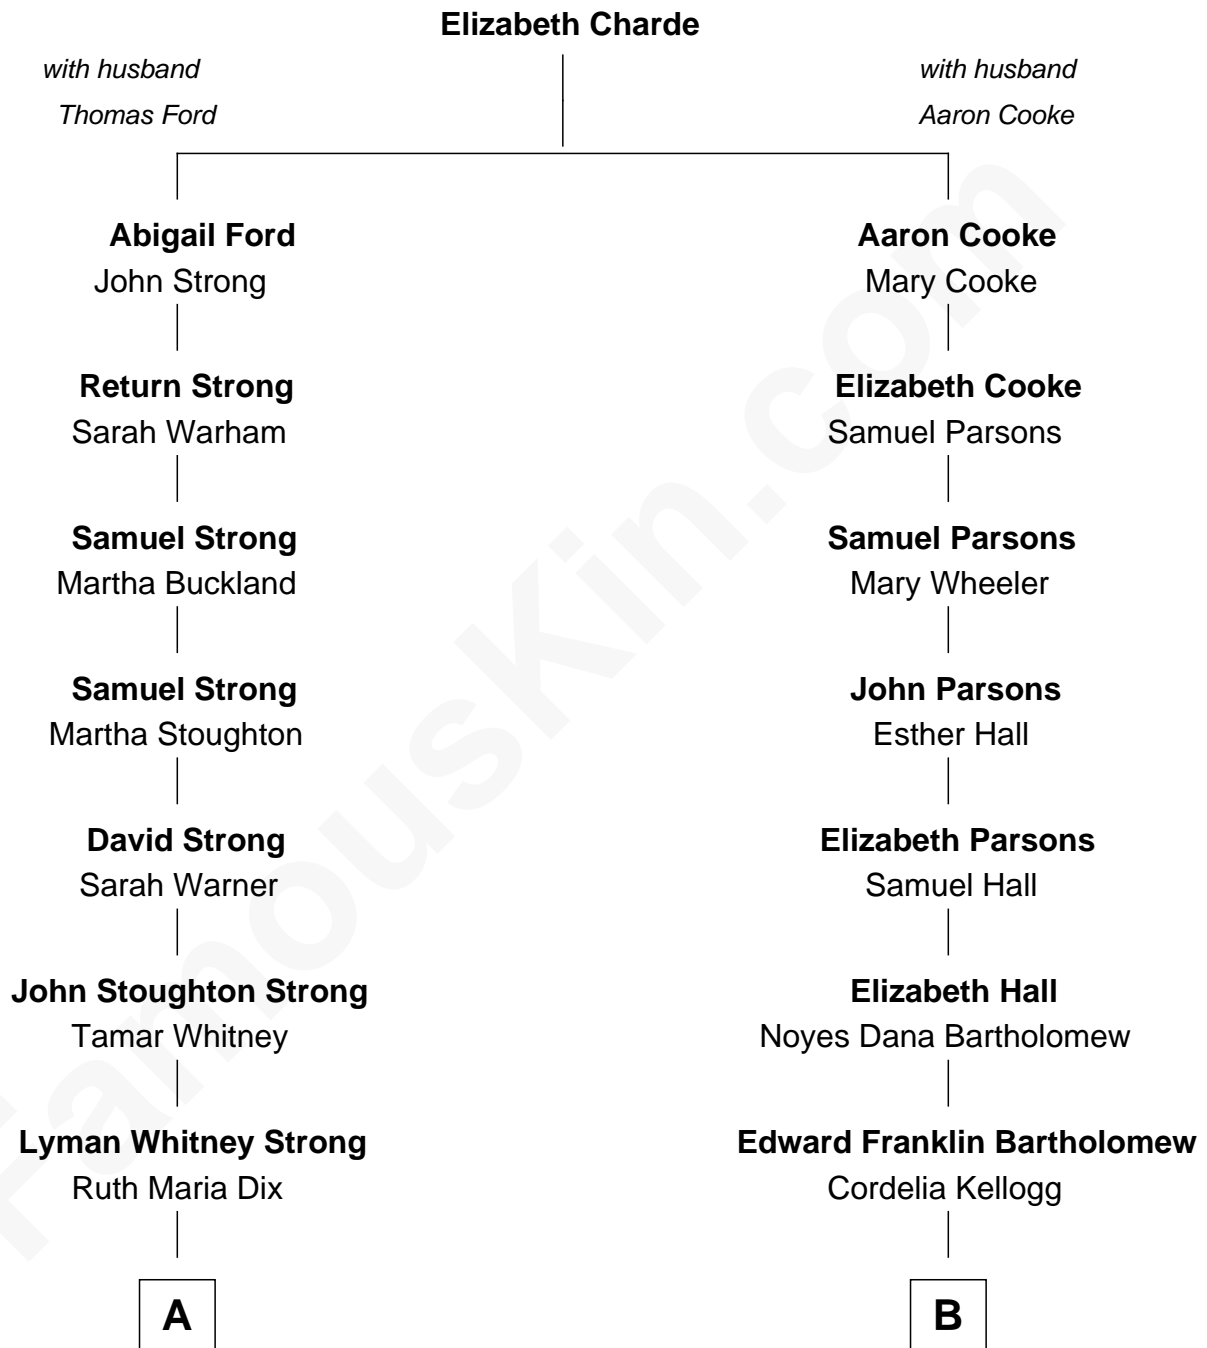 Elizabeth Charde
with husband
Thomas Ford
with husband
Aaron Cooke
Abigail Ford
John Strong
Aaron Cooke
Mary Cooke
Return Strong
Sarah Warham
Elizabeth Cooke
Samuel Parsons
Samuel Strong
Martha Buckland
Samuel Parsons
Mary Wheeler
Samuel Strong
Martha Stoughton
John Parsons
Esther Hall
David Strong
Sarah Warner
Elizabeth Parsons
Samuel Hall
John Stoughton Strong
Tamar Whitney
Elizabeth Hall
Noyes Dana Bartholomew
Lyman Whitney Strong
Ruth Maria Dix
Edward Franklin Bartholomew
Cordelia Kellogg
A
B
FamousKin.com